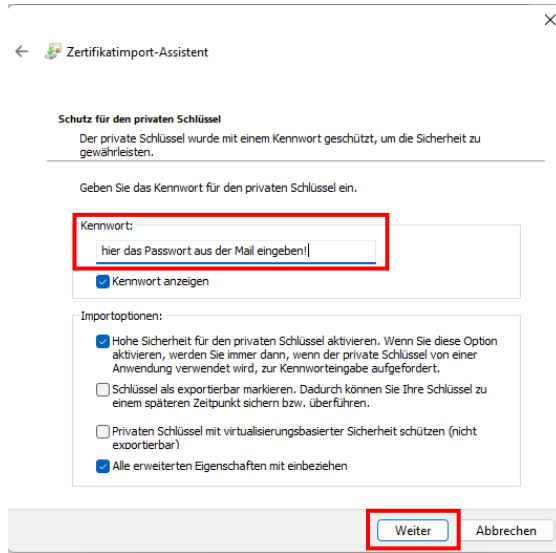 Zertifikatimport-Assistent
Schutz für den privaten Schlüssel
Der private Schlüssel wurde mit einem Kennwort geschützt, um die Sicherheit zu
gewährleisten.
Geben Sie das Kennwort für den privaten Schlüssel ein.
Kennwort:
hier das Passwort aus der Mail eingeben!
Kennwort anzeigen
Importoptionen:
Hohe Sicherheit für den privaten Schlüssel aktivieren. Wenn Sie diese Option
aktivieren, werden Sie immer dann, wenn der private Schlüssel von einer
Anwendung verwendet wird, zur Kennworteingabe aufgefordert.
Schlüssel als exportierbar markieren. Dadurch können Sie Ihre Schlüssel zu
einem späteren Zeitpunkt sichern bzw. überführen.
Privaten Schlüssel mit virtualisierungsbasierter Sicherheit schützen (nicht
exportierbar)
Alle erweiterten Eigenschaften mit einbeziehen
Weiter
Abbrechen